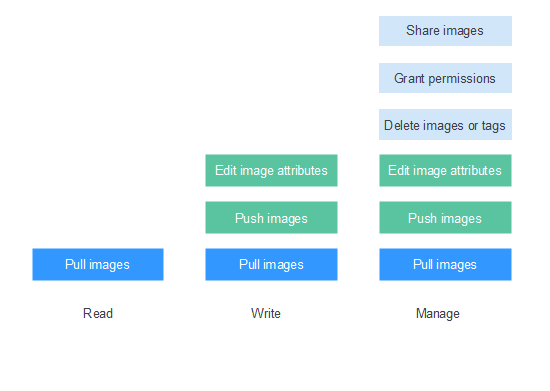 Share images
Grant permissions
Delete images or tags
Edit image attributes
Edit image attributes
Push images
Push images
Pull images
Pull images
Pull images
Read
Write
Manage